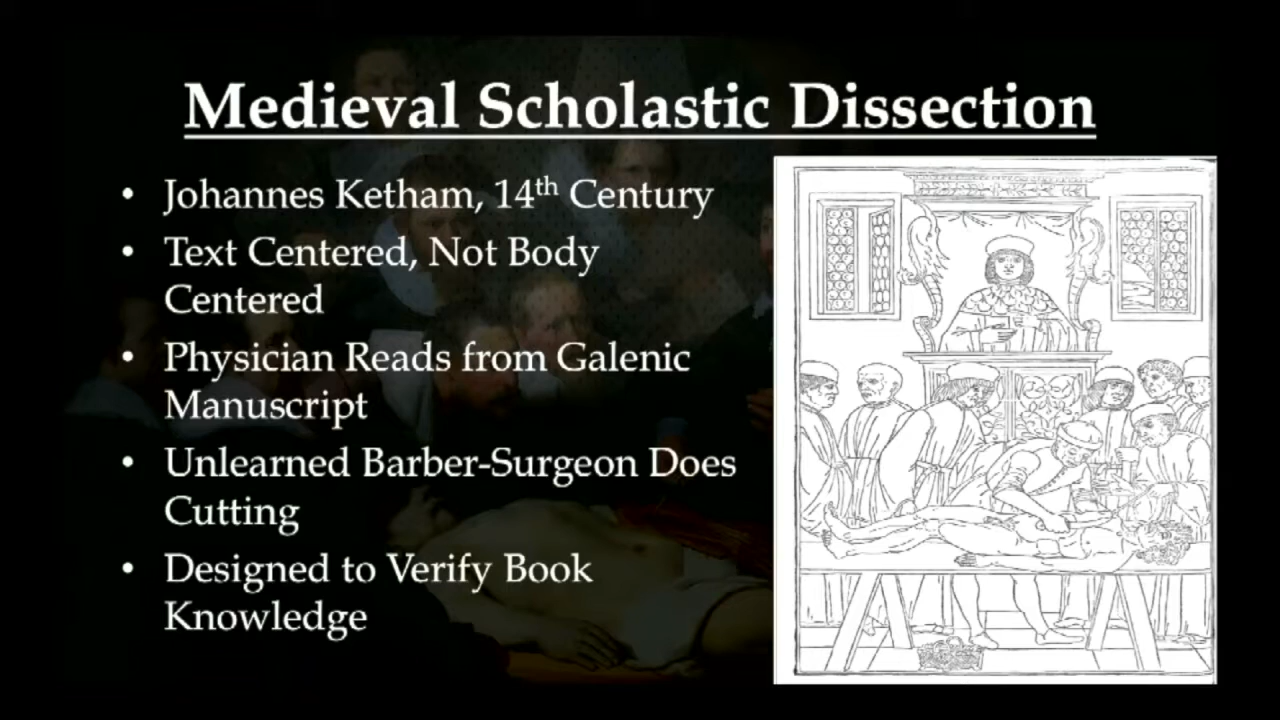 Medieval Scholastic Dissection
• Johannes Ketham, 14th Century
• Text Centered, Not Body
Centered
• Physician Reads from Galenic
Manuscript
• Unlearned Barber-Surgeon Does
Cutting
• Designed to Verify Book
Knowledge